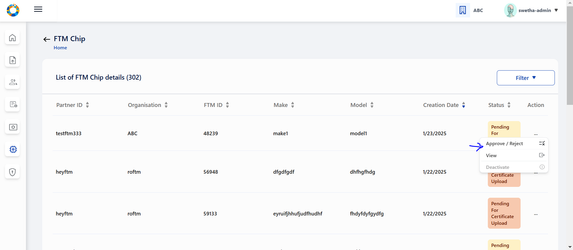 ABC
swetha-admin
FTM Chip
Home
List of FTM Chip details (302)
Filter
Partner ID Organisation FTM ID Make Model Creation Date Status Action
testftm333 ABC 48239 make1 model1 1/23/2025 Pending For ...
Approve / Reject
View
Deactivate
heyftm roftm 56948 dfgdfgdf dhfhgfhdg 1/22/2025
Certificate
Upload
heyftm roftm 59133 eyruifjhhufjudfhudhf fhdyfdyfgydfg 1/22/2025 Pending
For
Certificate
Upload
...
Pending